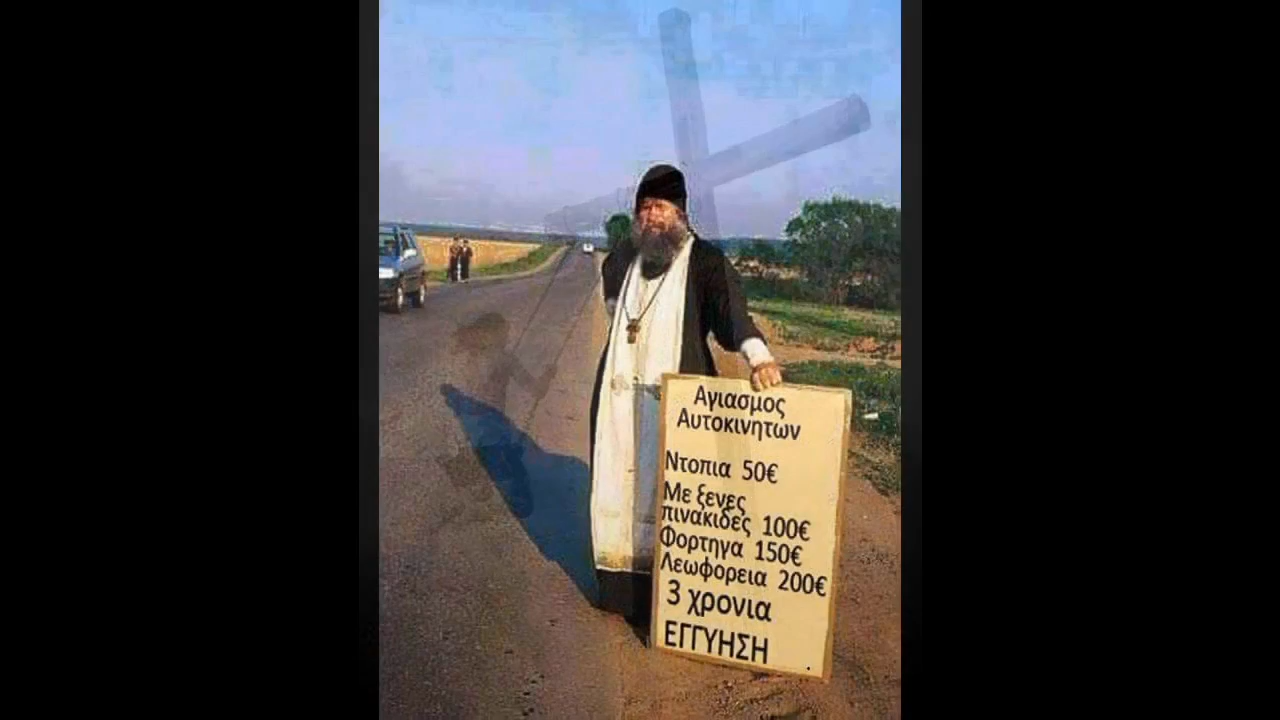 Αγιασμος
Αυτοκινητων
Ντοπια 50€
Με ξενες
πινακιδες 100€
Φορτηγα 150€
Λεωφορεια 200€
3 χρονια
ΕΓΓΥΗΣΗ